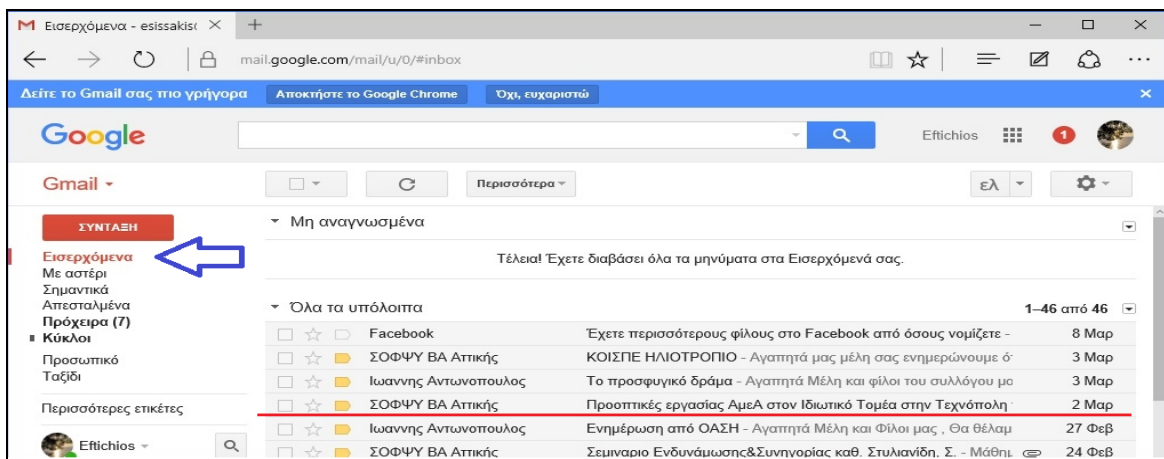 Εισερχόμενα - esissakis(
mail.google.com/mail/u/0/#inbox
Δείτε το Gmail σας πιο γρήγορα Αποκτήστε το Google Chrome Όχι, ευχαριστώ
Google Eftichios 1
Gmail Περισσότερα ελ
ΣΥΝΤΑΞΗ
Μη αναγνωσμένα
Εισερχόμενα
Τέλεια! Έχετε διαβάσει όλα τα μηνύματα στα Εισερχόμενά σας.
Με αστέρι
Σημαντικά
Απεσταλμένα
Πρόχειρα (7)
Κύκλοι
Προσωπικό
Ταξίδι
Περισσότερες ετικέτες
Eftichios
Όλα τα υπόλοιπα 1–46 από 46
Facebook Έχετε περισσότερους φίλους στο Facebook από όσους νομίζετε - 8 Μαρ
ΣΟΦΨΥ ΒΑ Αττικής ΚΟΙΣΠΕ ΗΛΙΟΤΡΟΠΙΟ - Αγαπητά μας μέλη σας ενημερώνουμε ό 3 Μαρ
Ιωαννης Αντωνοπουλος Το προσφυγικό δράμα - Αγαπητά Μέλη και φίλοι του συλλόγου μο 3 Μαρ
ΣΟΦΨΥ ΒΑ Αττικής Προοπτικές εργασίας ΑμεΑ στον Ιδιωτικό Τομέα στην Τεχνόπολη 2 Μαρ
Ιωαννης Αντωνοπουλος Ενημέρωση από ΟΑΣΗ - Αγαπητά Μέλη και Φίλοι μας , Θα θέλαμ 27 Φεβ
ΣΟΦΨΥ ΒΑ Αττικής Σεμιναριο Ενδυνάμωσης&Συνηγορίας καθ. Στυλιανίδη, Σ. - Μάθημ 24 Φεβ